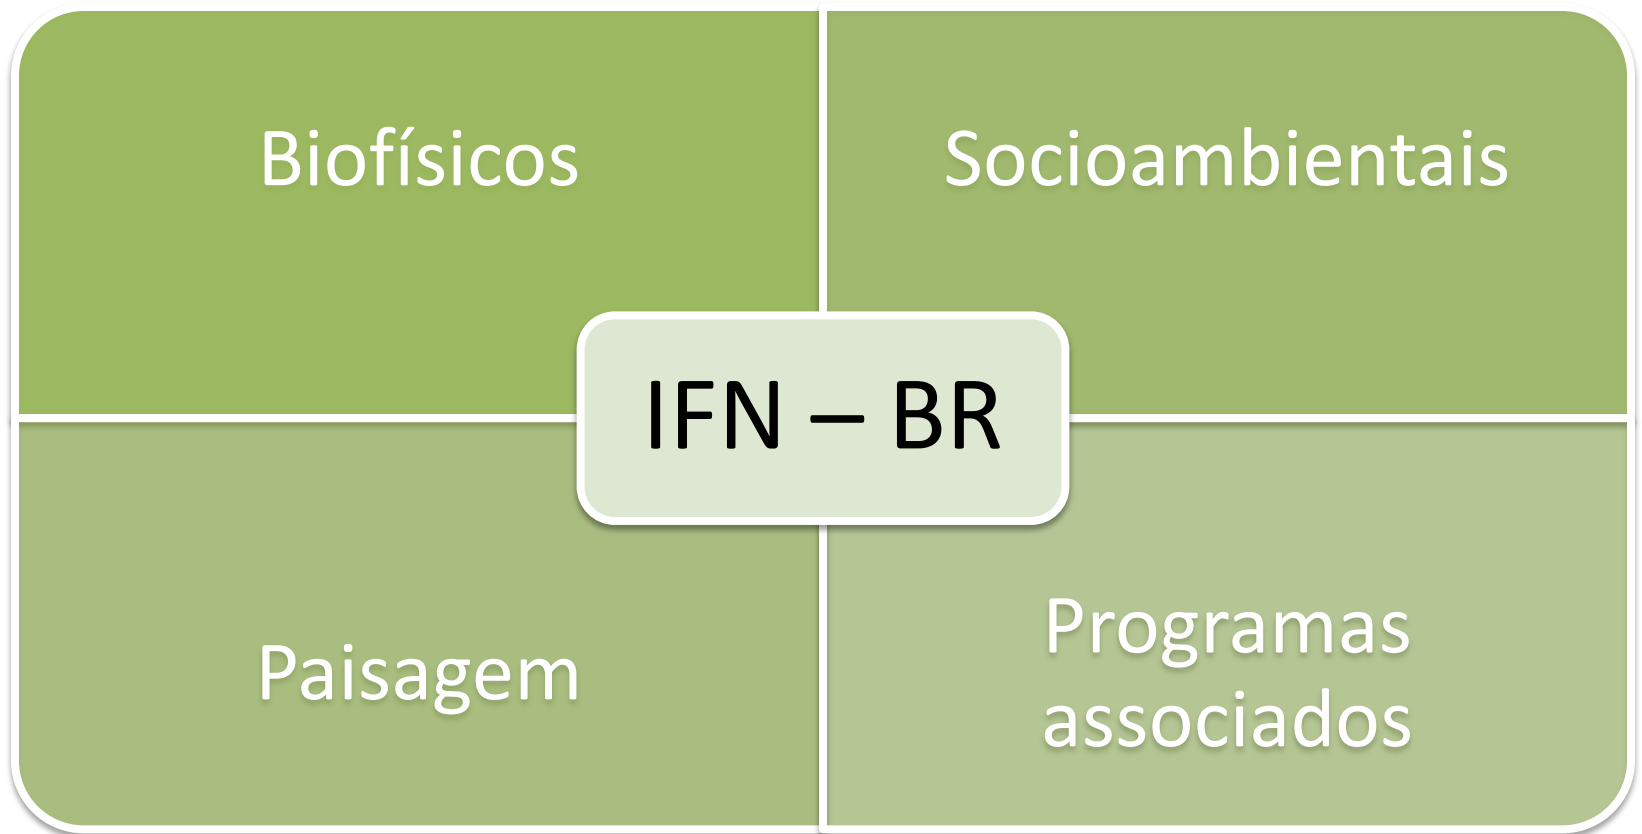 Biofísicos
Socioambientais
IFN – BR
Paisagem
Programas
associados